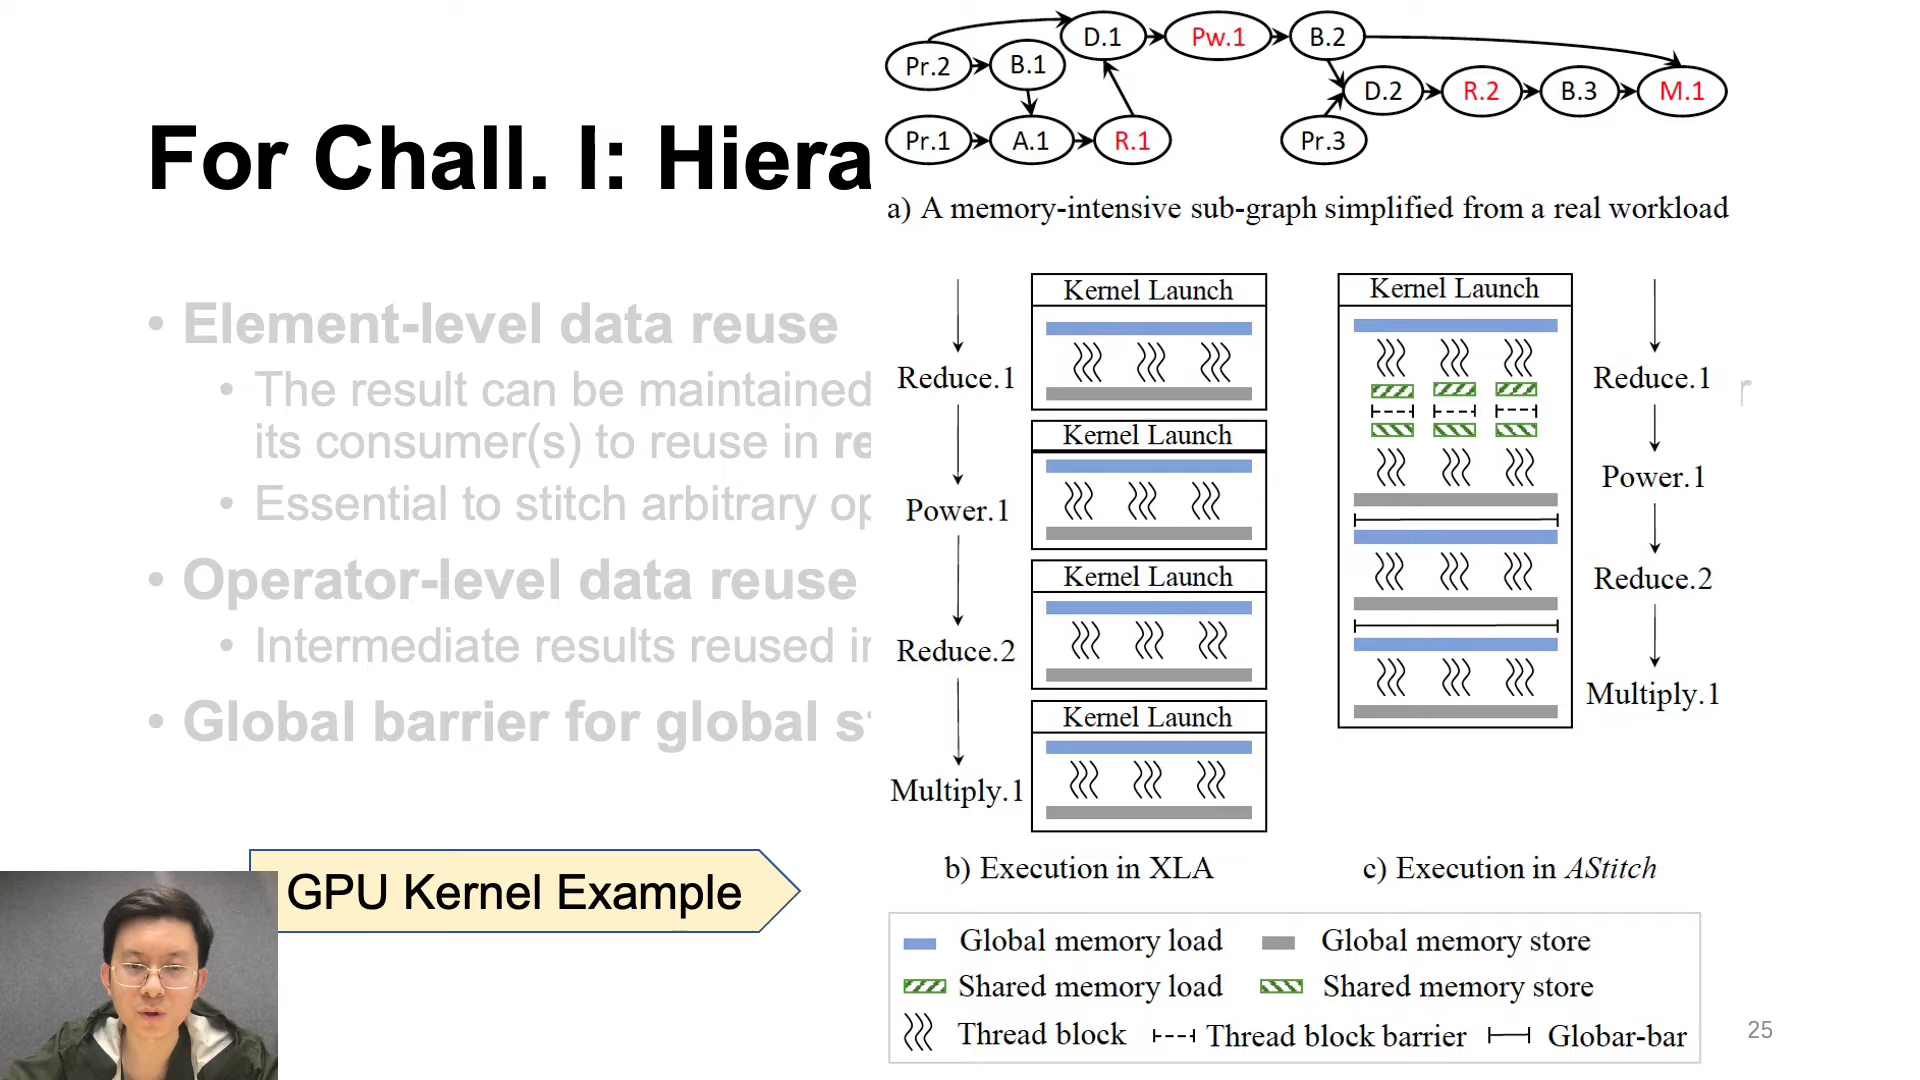 For Chall. I: Hiera
• Element-level data reuse
• The result can be maintained
its consumer(s) to reuse in re
• Essential to stitch arbitrary op
• Operator-level data reuse
• Intermediate results reused in
• Global barrier for global st
r
GPU Kernel Example
Pr.2
B.1
D.1
Pw.1
B.2
Pr.1
A.1
R.1
Pr.3
D.2
R.2
B.3
M.1
a) A memory-intensive sub-graph simplified from a real workload
Reduce.1
Power.1
Reduce.2
Multiply.1
Kernel Launch
Kernel Launch
Kernel Launch
Kernel Launch
b) Execution in XLA
Kernel Launch
Reduce.1
Power.1
Reduce.2
Multiply.1
c) Execution in AStitch
Global memory load
Global memory store
Shared memory load
Shared memory store
Thread block
Thread block barrier
Globar-bar
25